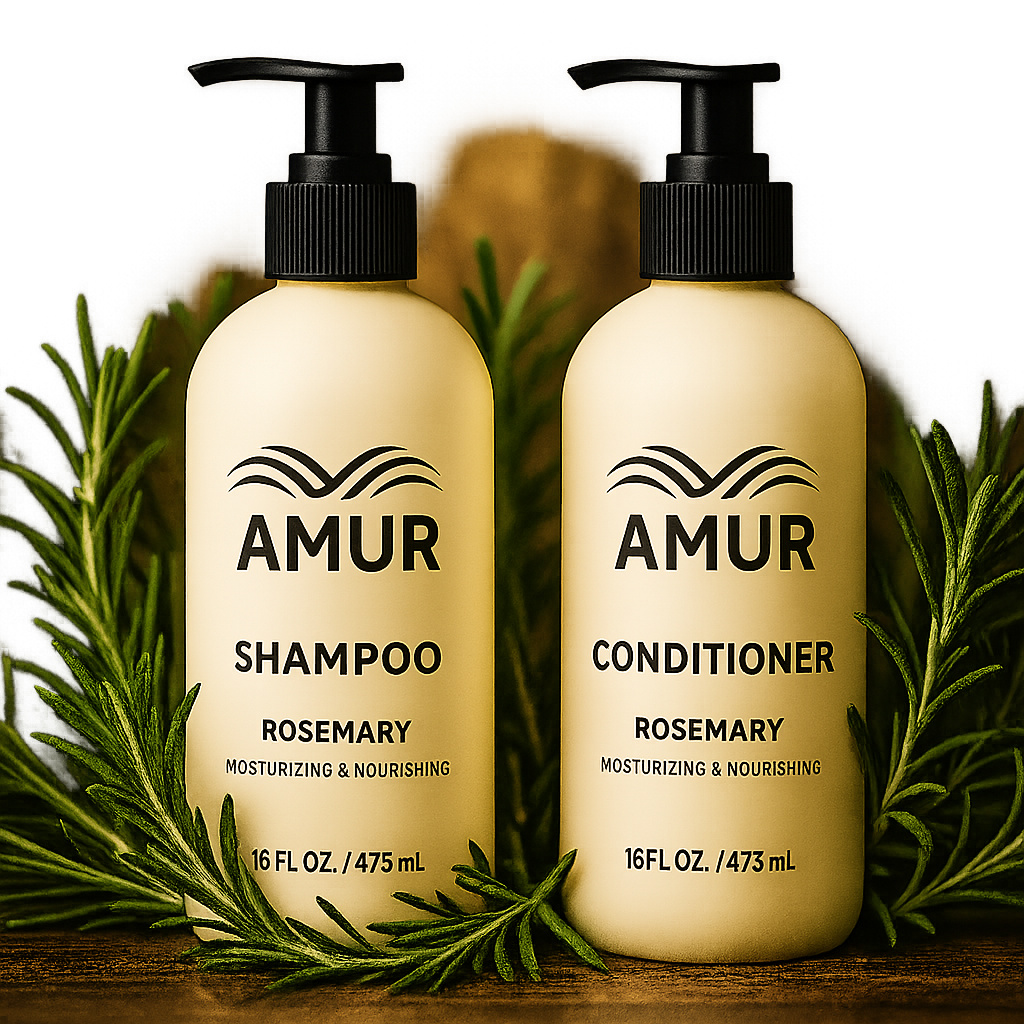 AMUR
SHAMPOO
ROSEMARY
MOSTURIZING & NOURISHING
16 FL OZ. / 475 mL
AMUR
CONDITIONER
ROSEMARY
MOSTURIZING & NOURISHING
16FL OZ. / 473 mL